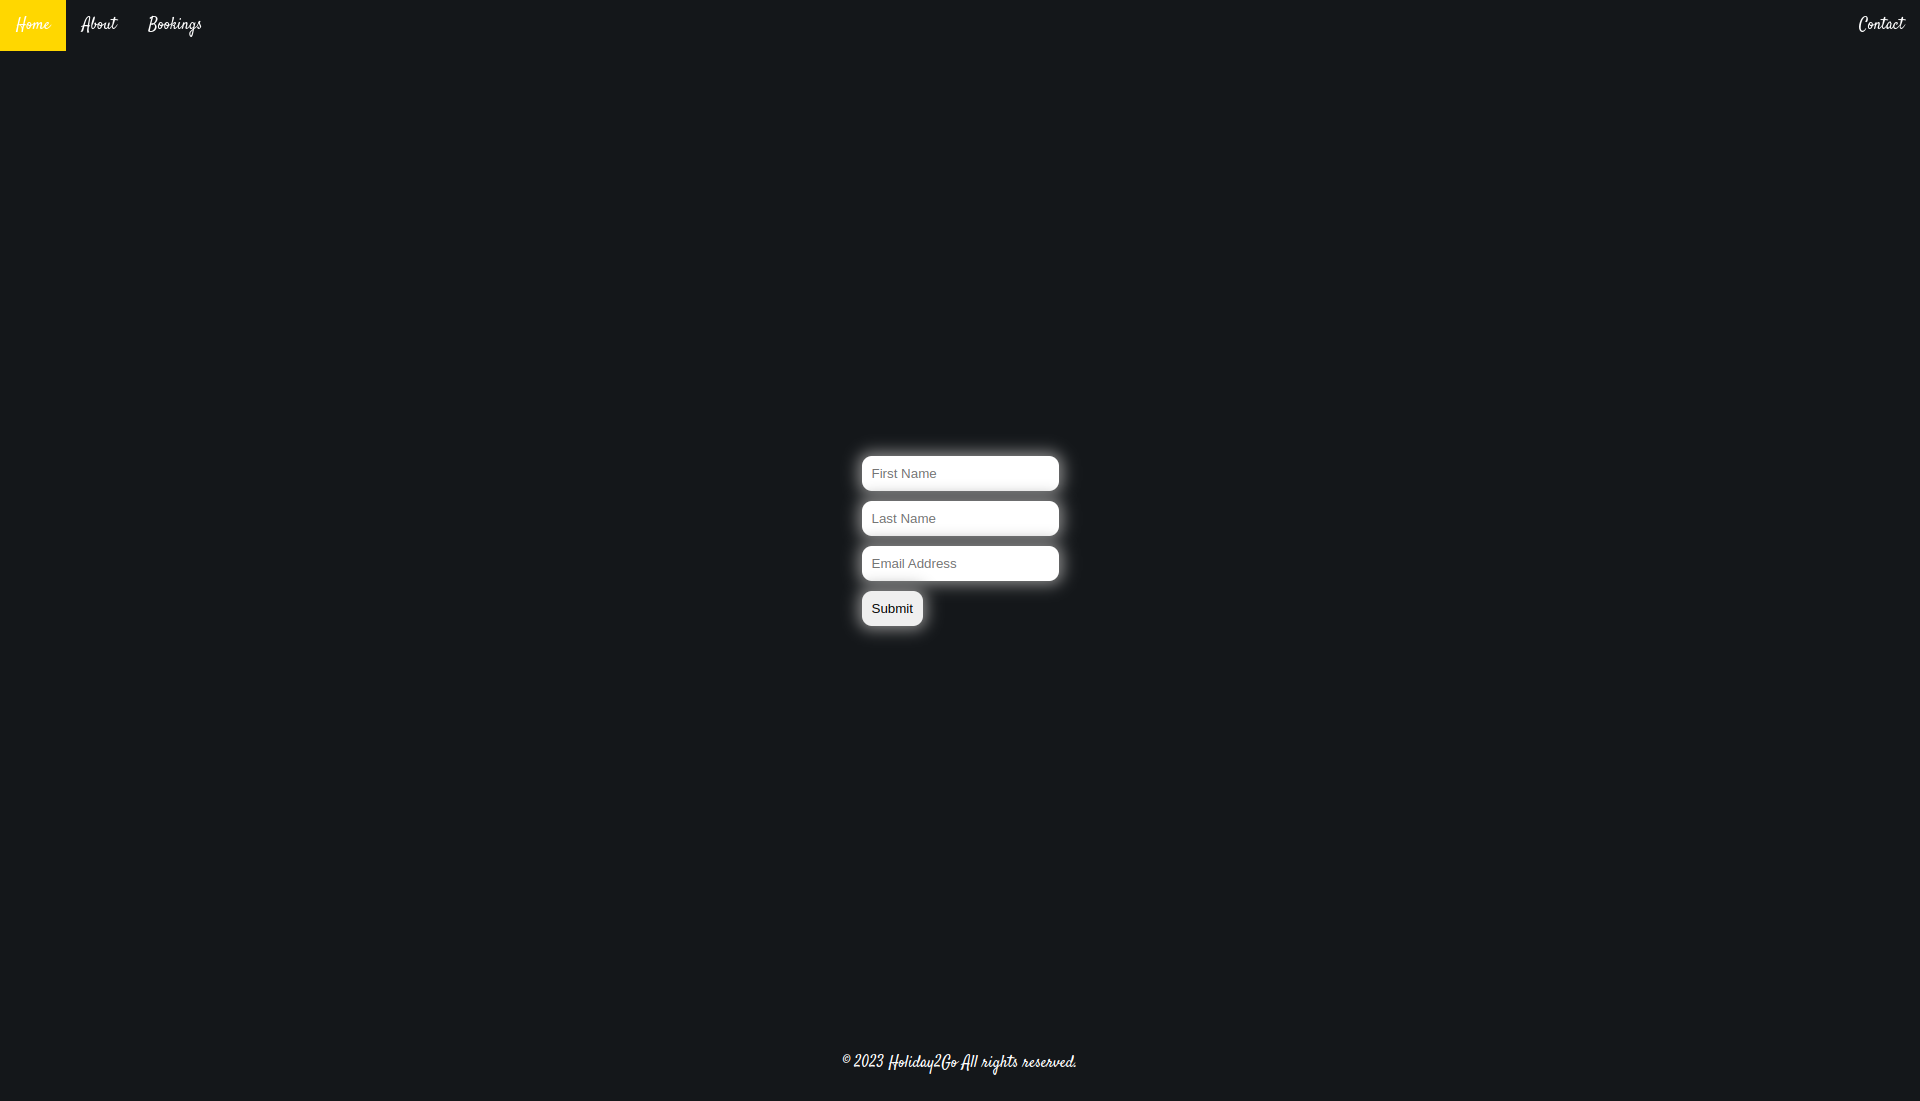 Home About Bookings Contact
First Name
Last Name
Email Address
Submit
© 2023 Holiday2Go All rights reserved.